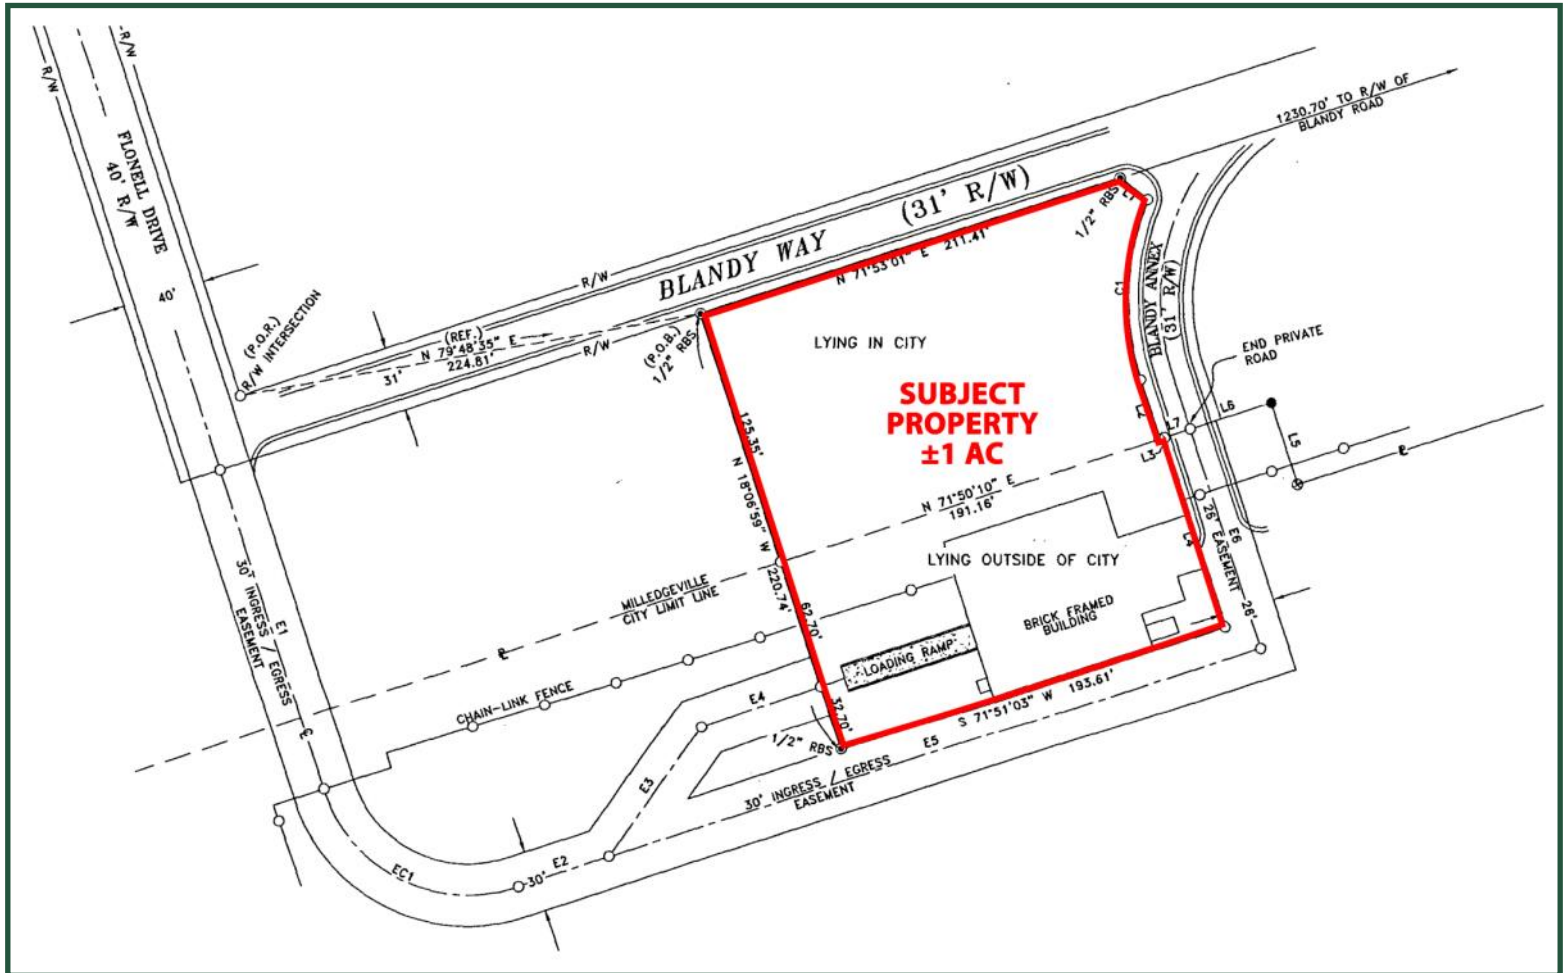 R/W
R/W
FLONELL DRIVE
40' R/W
40'
(P.O.R.)
R/W INTERSECTION
R/W
(REF.)
N 79°48'35" E
224.81'
31'
R/W
BLANDY WAY
(31' R/W)
(P.O.B.)
1/2" RBS
N 71°53'01" E 211.41'
1/2" RBS
L1
1230.70' TO R/W OF
BLANDY ROAD
C1
BLANDY ANNEX
(31' R/W)
END PRIVATE
ROAD
LYING IN CITY
SUBJECT
PROPERTY
±1 AC
L2
L7
L6
L5
L3
125.35'
N 18°06'59" W 220.74'
62.70'
32.70'
N 71°50'10" E
191.16'
LYING OUTSIDE OF CITY
L4
26' EASEMENT 26'
E6
BRICK FRAMED
BUILDING
LOADING RAMP
MILLEDGEVILLE
CITY LIMIT LINE
CHAIN-LINK FENCE
30' INGRESS / EGRESS
EASEMENT
E1
E4
E3
1/2" RBS
S 71°51'03" W 193.61'
E5
30' INGRESS / EGRESS
EASEMENT
EC1
30'
E2